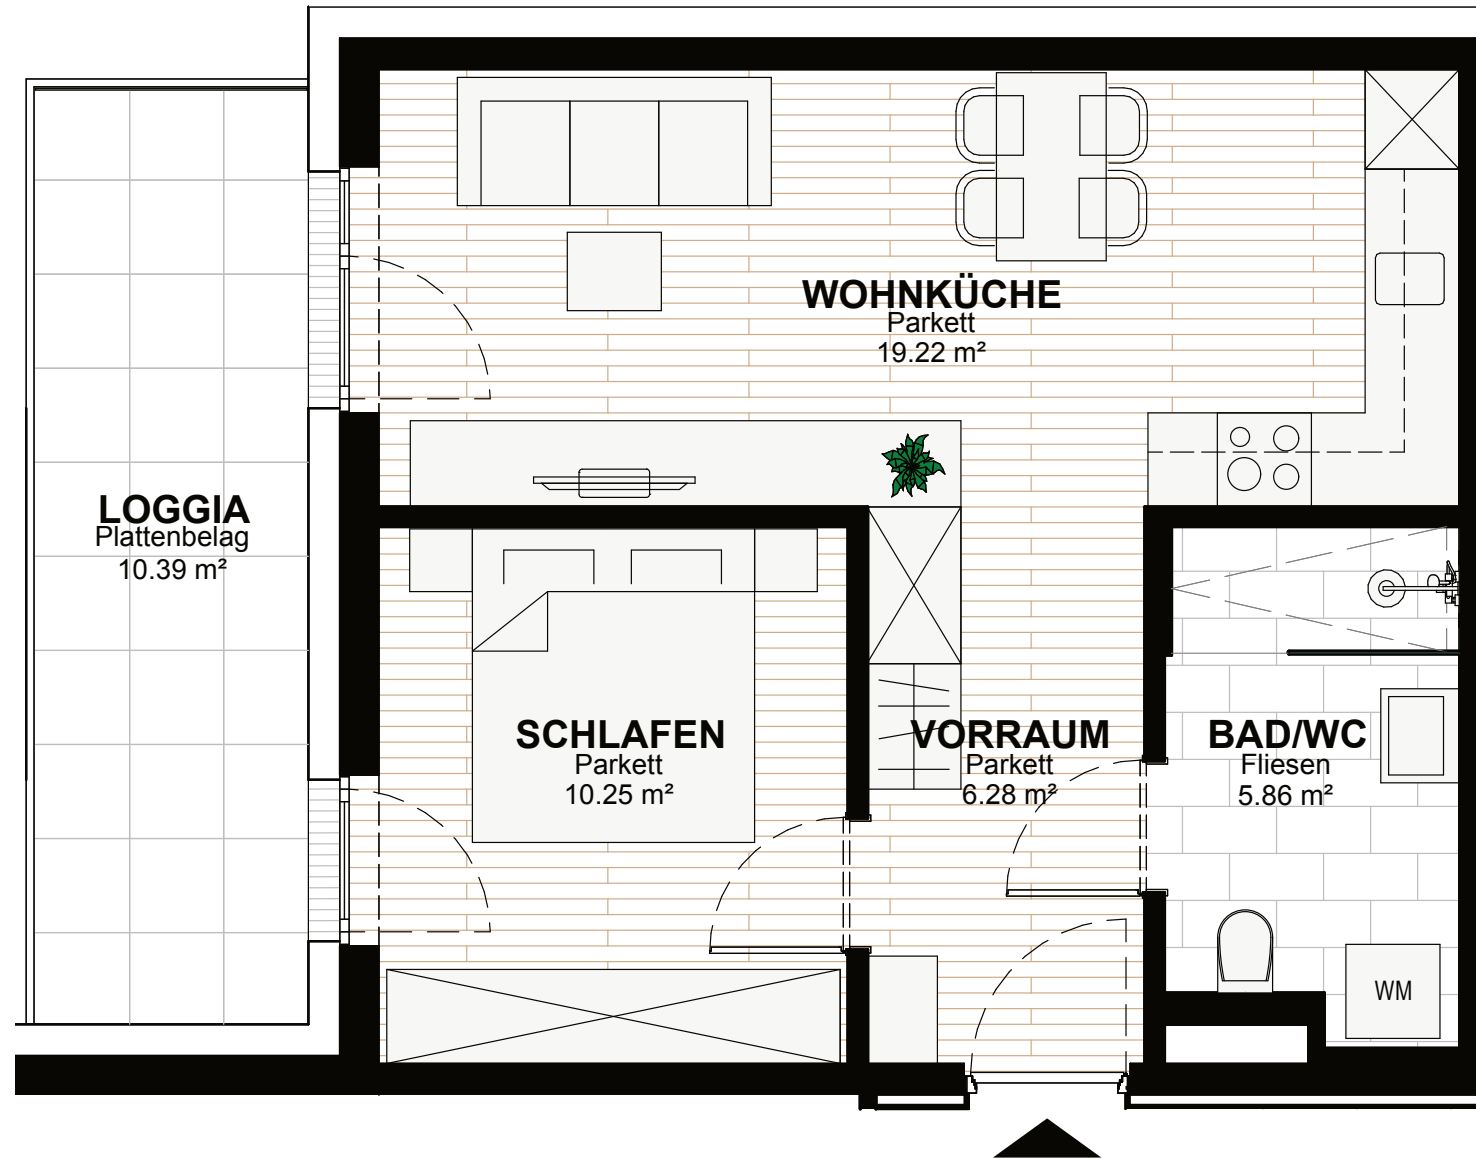 WOHNKÜCHE
Parkett
19.22 m²
LOGGIA
Plattenbelag
10.39 m²
SCHLAFEN
Parkett
10.25 m²
VORRAUM
Parkett
6.28 m²
BAD/WC
Fliesen
5.86 m²
WM